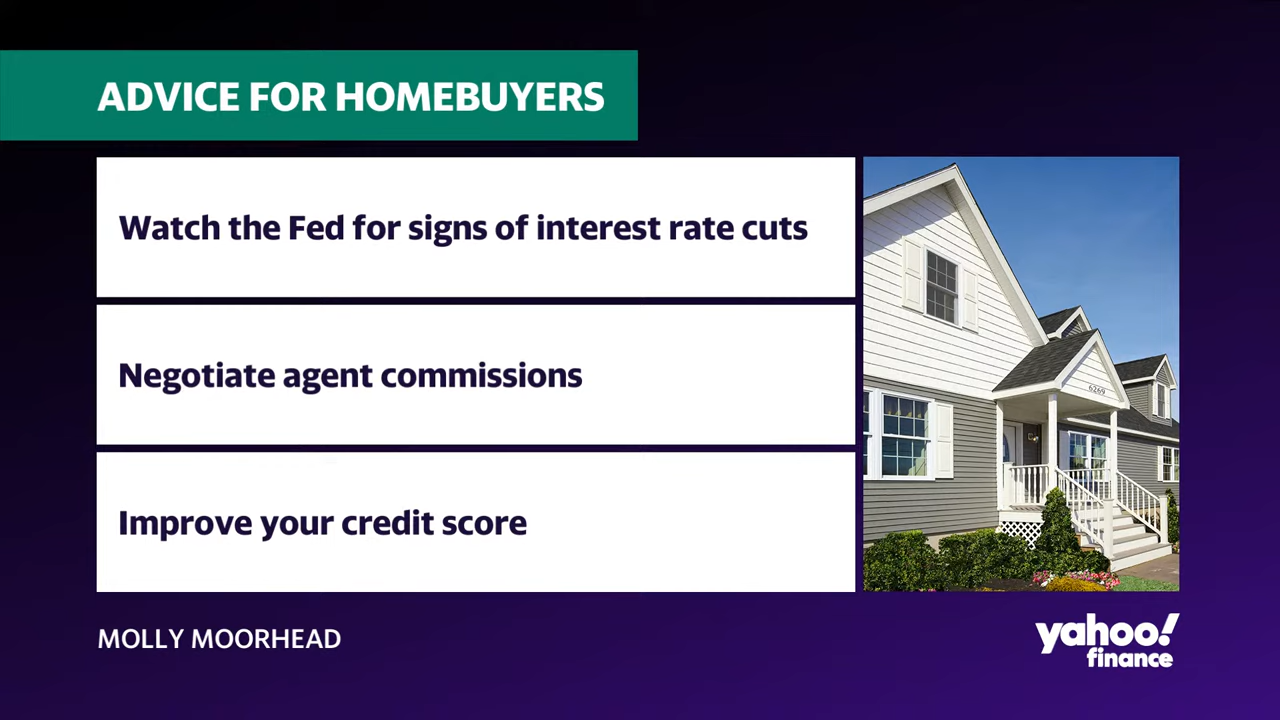 ADVICE FOR HOMEBUYERS
Watch the Fed for signs of interest rate cuts
Negotiate agent commissions
Improve your credit score
6269
MOLLY MOORHEAD
yahoo!
finance